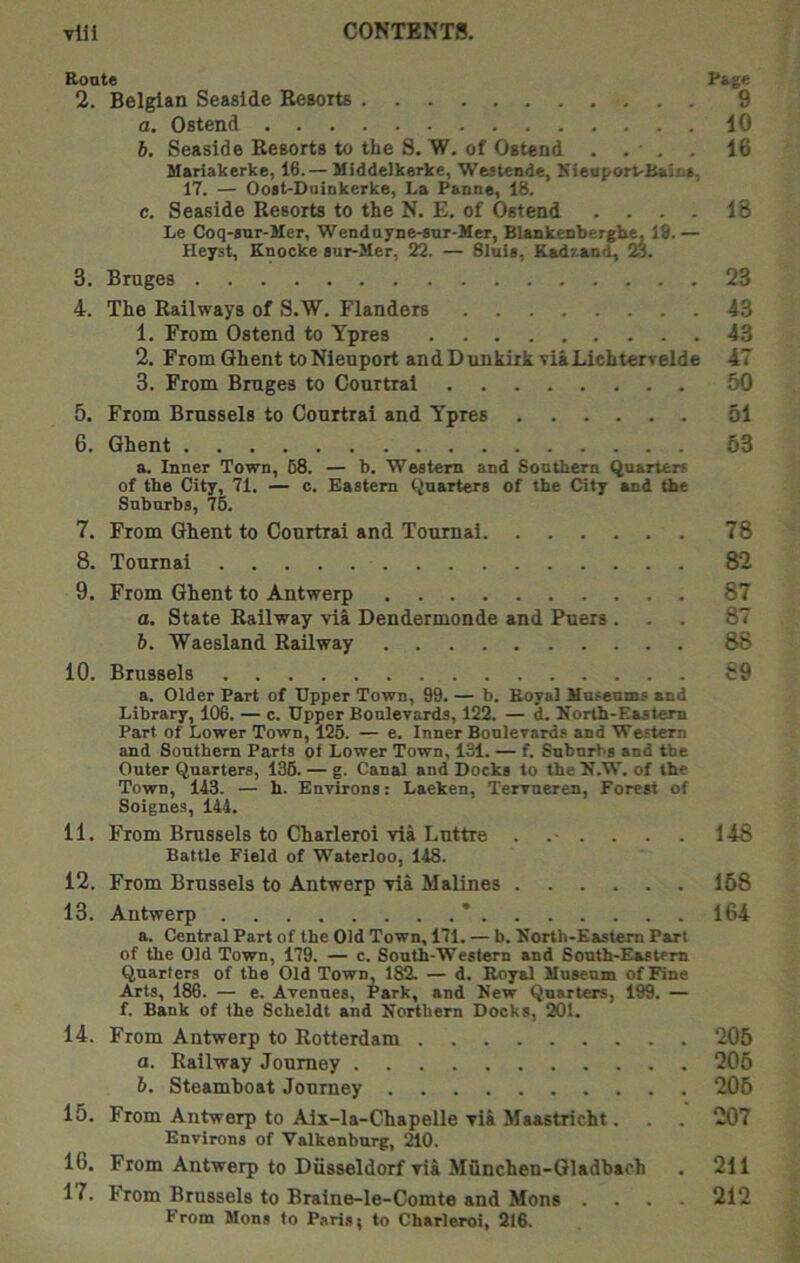 viii CONTENTS.
Route Page
2. Belgian Seaside Resorts . . . . . . . . . . . . 9
a. Ostend . . . . . . . . . . . . . . 10
b. Seaside Resorts to the S. W. of Ostend . . . . 16
Mariakerke, 16. — Middelkerke, Westende, Nieuport-Bains,
17. — Oost-Duinkerke, La Panne, 18.
c. Seaside Resorts to the N. E. of Ostend . . . . 18
Le Coq-sur-Mer, Wenduyne-sur-Mer, Blankenberghe, 19. —
Heyst, Knocke sur-Mer, 22. — Sluis, Kadzand, 23.
3. Bruges . . . . . . . . . . . . . . . . 23
4. The Railways of S.W. Flanders . . . . . . . . 43
1. From Ostend to Ypres . . . . . . . . . 43
2. From Ghent to Nieuport and Dunkirk viâ Lichtervelde 47
3. From Bruges to Courtrai . . . . . . . . 50
5. From Brussels to Courtrai and Ypres . . . . . . 51
6. Ghent . . . . . . . . . . . . . . . . 53
a. Inner Town, 58. — b. Western and Southern Quarters
of the City, 71. — c. Eastern Quarters of the City and the
Suburbs, 75.
7. From Ghent to Courtrai and Tournai. . . . . . . 78
8. Tournai . . . . . . . . . . . . . . . . 82
9. From Ghent to Antwerp . . . . . . . . . . 87
a. State Railway viâ Dendermonde and Puers . . . 87
b. Waesland Railway . . . . . . . . . . 88
10. Brussels . . . . . . . . . . . . . . . 89
a. Older Part of Upper Town, 99. — b. Royal Museums and
Library, 106. — c. Upper Boulevards, 122. — d. North-Eastern
Part of Lower Town, 125. — e. Inner Boulevards and Western
and Southern Parts of Lower Town, 131. — f. Suburbs and the
Outer Quarters, 135. — g. Canal and Docks to the N.W. of the
Town, 143. — h. Environs: Laeken, Tervueren, Forest of
Soignes, 144.
11. From Brussels to Charleroi viâ Luttre . . . . . . . 148
Battle Field of Waterloo, 148.
12. From Brussels to Antwerp viâ Malines . . . . . . 158
13. Antwerp . . . . . . . . . . . . . . . . 164
a. Central Part of the Old Town, 171. — b. North-Eastern Part
of the Old Town, 179. — c. South-Western and South-Eastern
Quarters of the Old Town, 182. — d. Royal Museum of Fine
Arts, 186. — e. Avenues, Park, and New Quarters, 199. —
f. Bank of the Scheldt and Northern Docks, 201.
14. From Antwerp to Rotterdam . . . . . . . . . 205
a. Railway Journey . . . . . . . . . . . 205
b. Steamboat Journey . . . . . . . . . . 205
15. From Antwerp to Aix-la-Chapelle viâ Maastricht. . . 207
Environs of Valkenburg, 210.
16. From Antwerp to Düsseldorf viâ München-Gladbach . 211
17. From Brussels to Braine-le-Comte and Mons . . . . 212
From Mons to Paris; to Charleroi, 216.